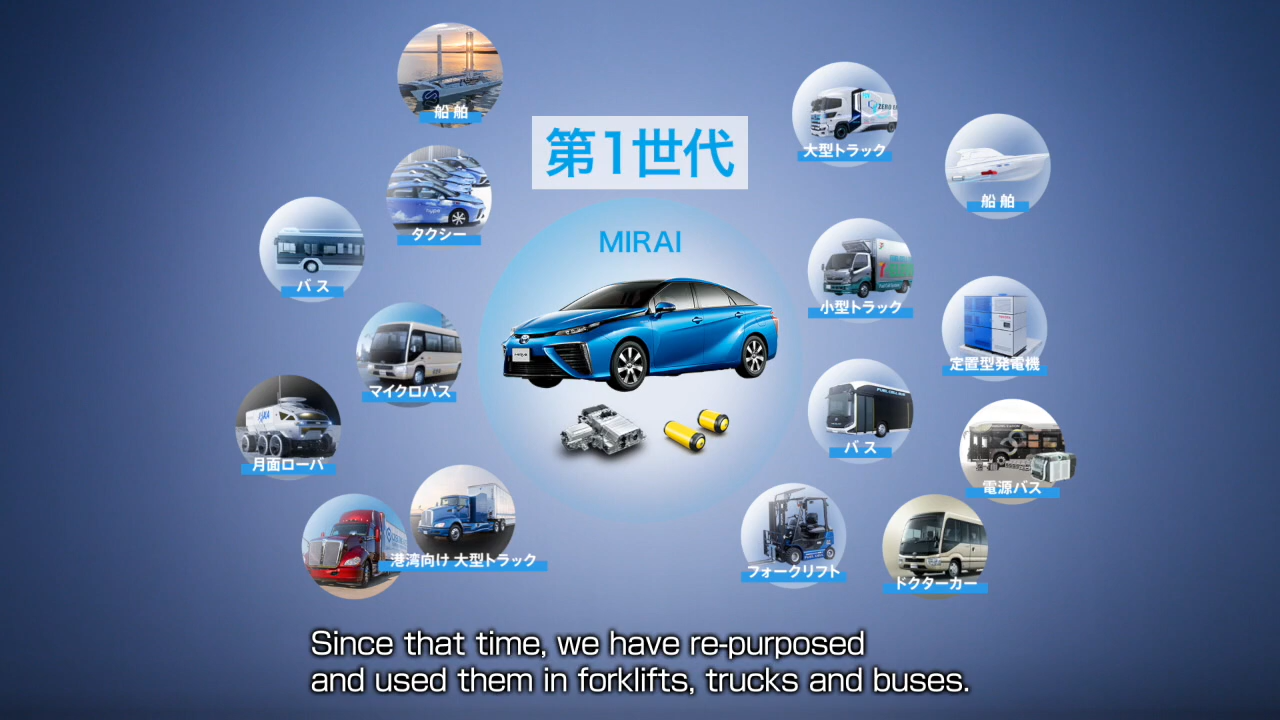 船舶
大型トラック
第1世代
船舶
タクシー
MIRAI
バス
小型トラック
定置型発電機
マイクロバス
バス
月面ローバ
電源バス
港湾向け 大型トラック
フォークリフト
ドクターカー
Since that time, we have re-purposed
and used them in forklifts, trucks and buses.